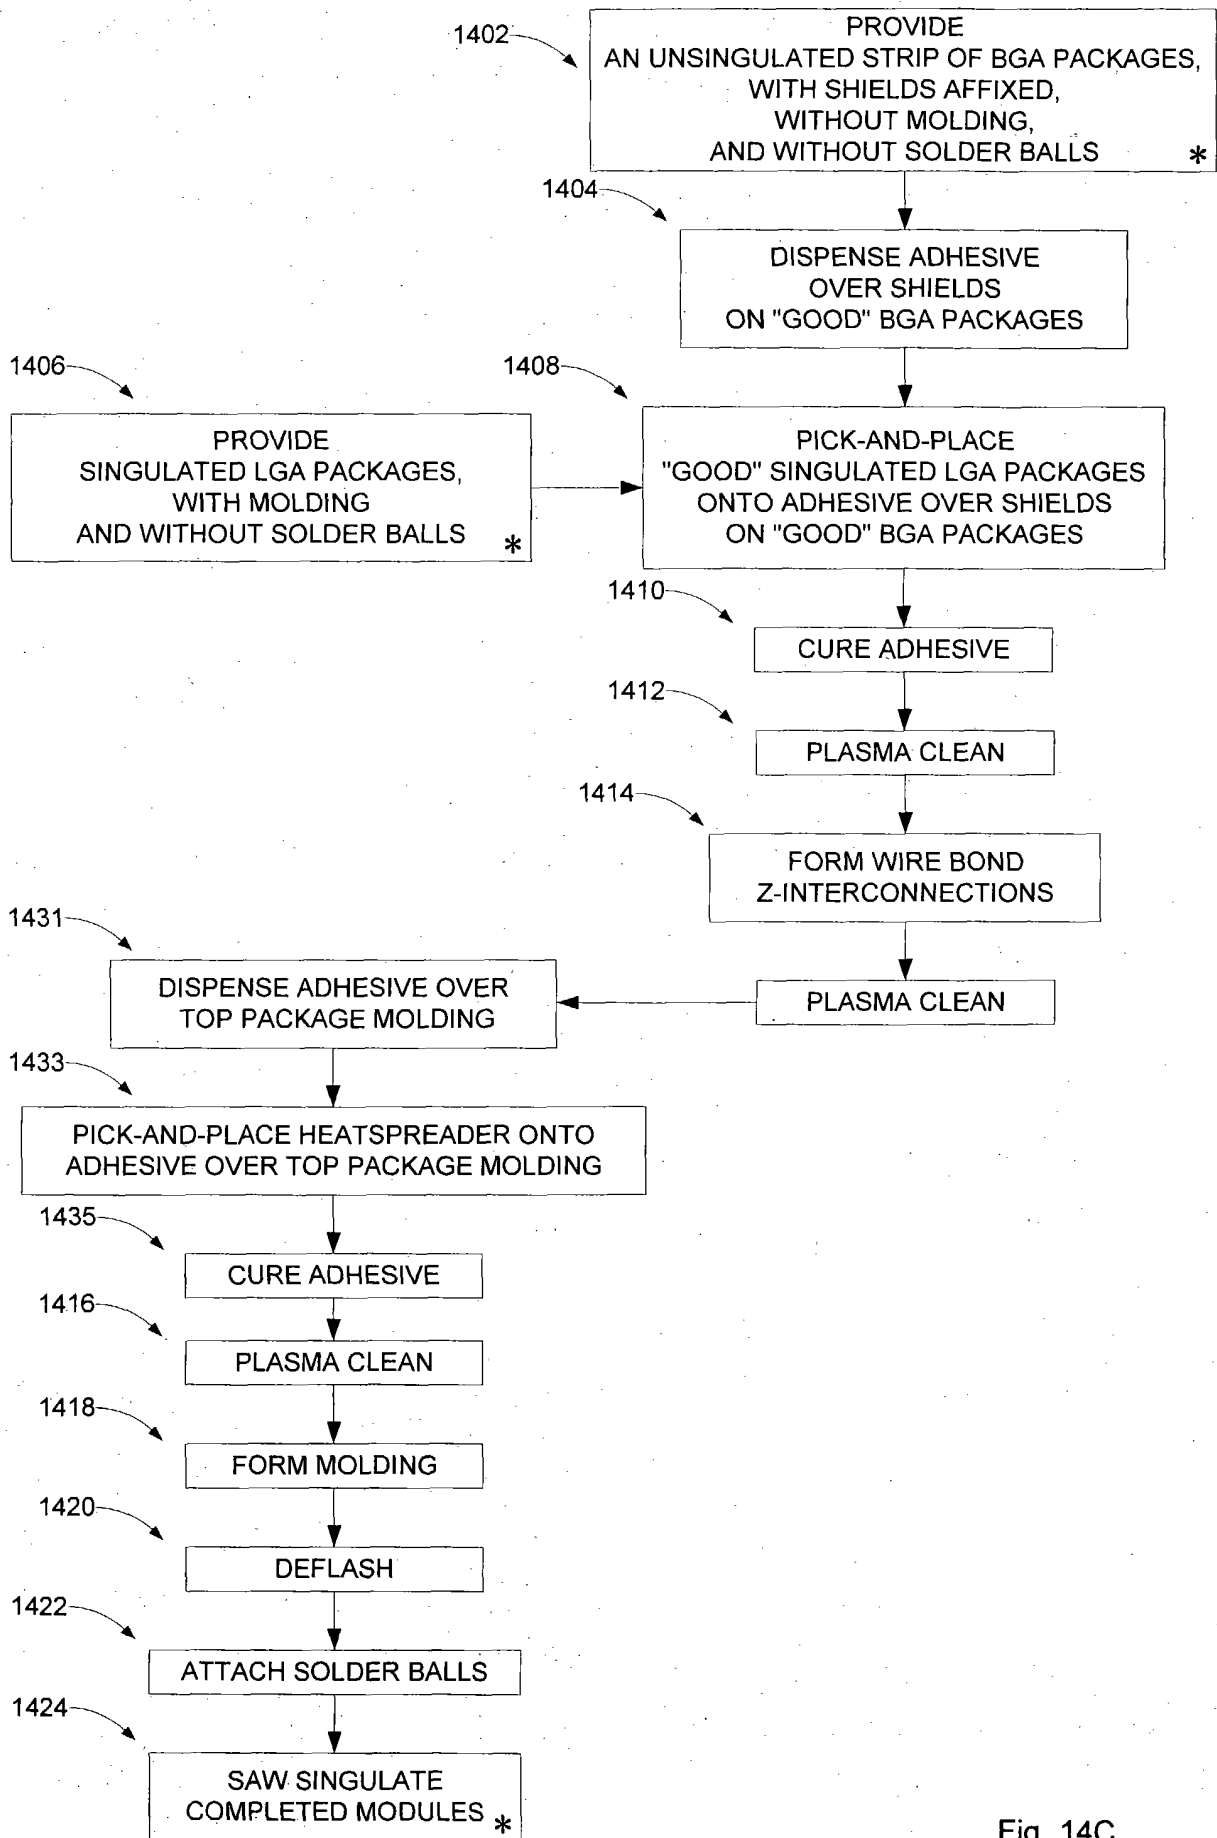 1402
PROVIDE
AN UNSINGULATED STRIP OF BGA PACKAGES,
WITH SHIELDS AFFIXED,
WITHOUT MOLDING,
AND WITHOUT SOLDER BALLS *
1404
DISPENSE ADHESIVE
OVER SHIELDS
ON "GOOD" BGA PACKAGES
1406
PROVIDE
SINGULATED LGA PACKAGES,
WITH MOLDING
AND WITHOUT SOLDER BALLS *
1408
PICK-AND-PLACE
"GOOD" SINGULATED LGA PACKAGES
ONTO ADHESIVE OVER SHIELDS
ON "GOOD" BGA PACKAGES
1410
CURE ADHESIVE
1412
PLASMA CLEAN
1414
FORM WIRE BOND
Z-INTERCONNECTIONS
PLASMA CLEAN
1431
DISPENSE ADHESIVE OVER
TOP PACKAGE MOLDING
1433
PICK-AND-PLACE HEATSPREADER ONTO
ADHESIVE OVER TOP PACKAGE MOLDING
1435
CURE ADHESIVE
1416
PLASMA CLEAN
1418
FORM MOLDING
1420
DEFLASH
1422
ATTACH SOLDER BALLS
1424
SAW SINGULATE
COMPLETED MODULES *
Fig. 14C